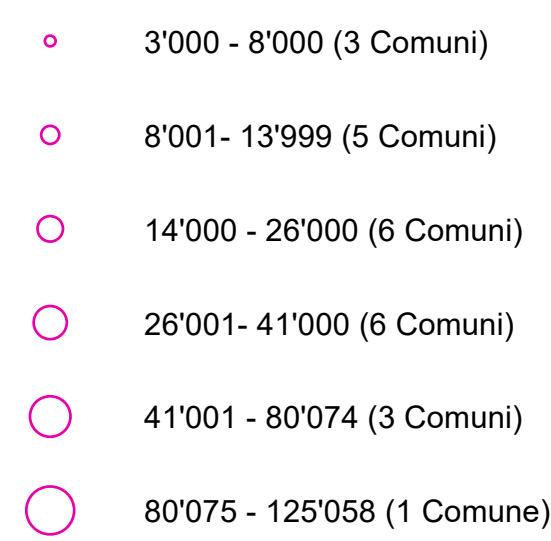 3'000 - 8'000 (3 Comuni)
8'001- 13'999 (5 Comuni)
14'000 - 26'000 (6 Comuni)
26'001- 41'000 (6 Comuni)
41'001 - 80'074 (3 Comuni)
80'075 - 125'058 (1 Comune)